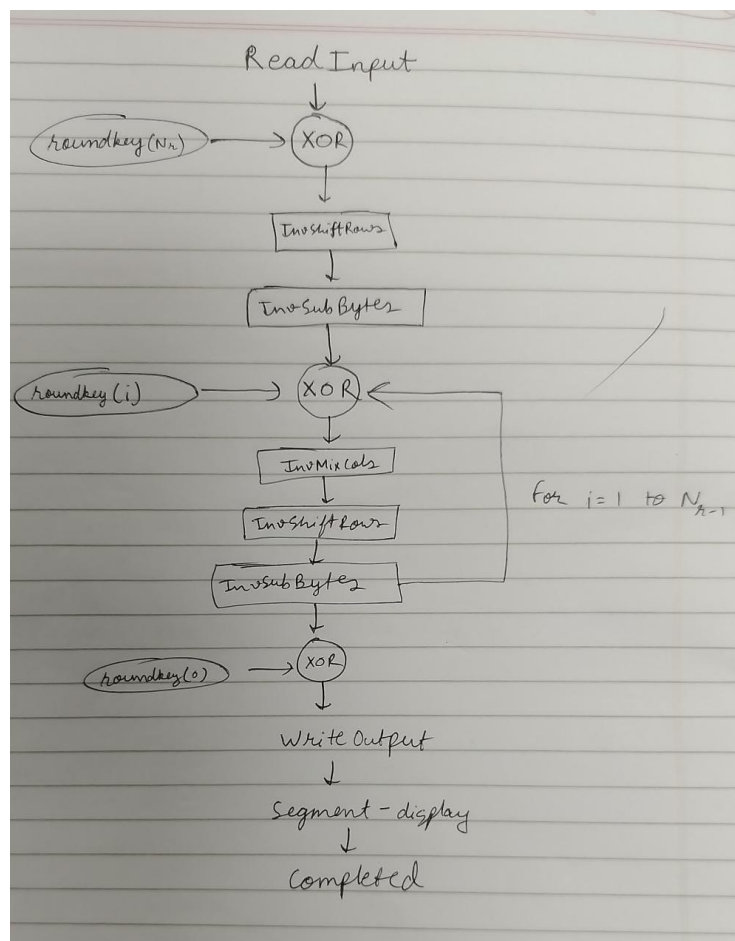 Read Input
roundkey(Nr)
XOR
InvShiftRows
InvSubBytes
roundkey(i)
XOR
InvMixCols
for i=1 to Nr-1
InvShiftRows
InvSubBytes
XOR
roundkey(0)
Write Output
Segment-display
Completed